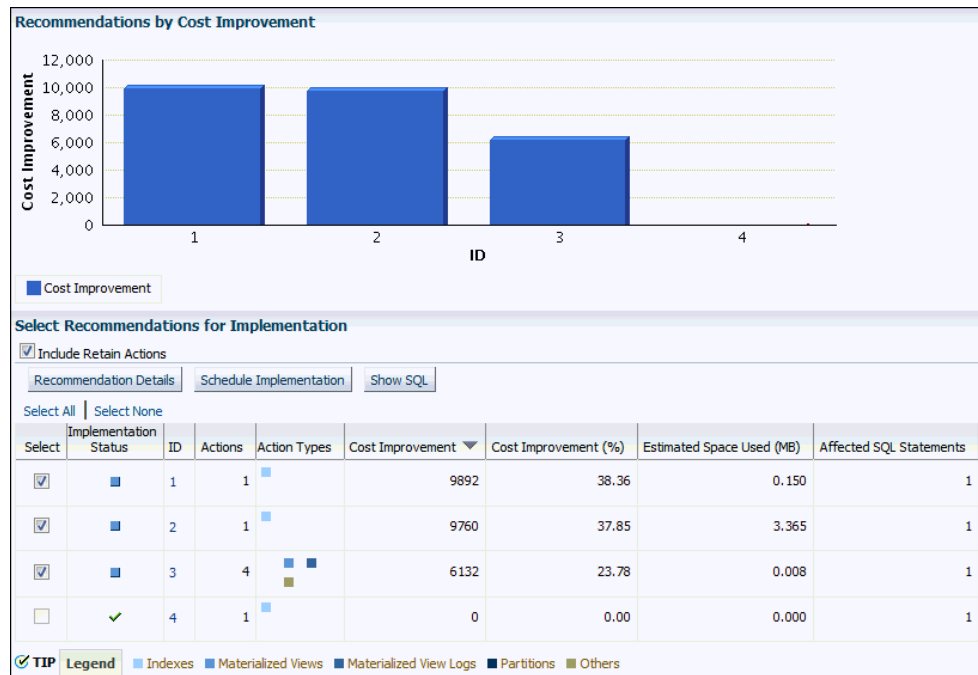 Recommendations by Cost Improvement
12,000
10,000
8,000
6,000
4,000
2,000
0
Cost Improvement
1 2 3 4
ID
Cost Improvement
Select Recommendations for Implementation
Include Retain Actions
Recommendation Details Schedule Implementation Show SQL
Select All | Select None
Select Implementation Status ID Actions Action Types Cost Improvement Cost Improvement (%) Estimated Space Used (MB) Affected SQL Statements
1 1 9892 38.36 0.150 1
2 1 9760 37.85 3.365 1
3 4 6132 23.78 0.008 1
4 1 0 0.00 0.000 1
TIP Legend Indexes Materialized Views Materialized View Logs Partitions Others